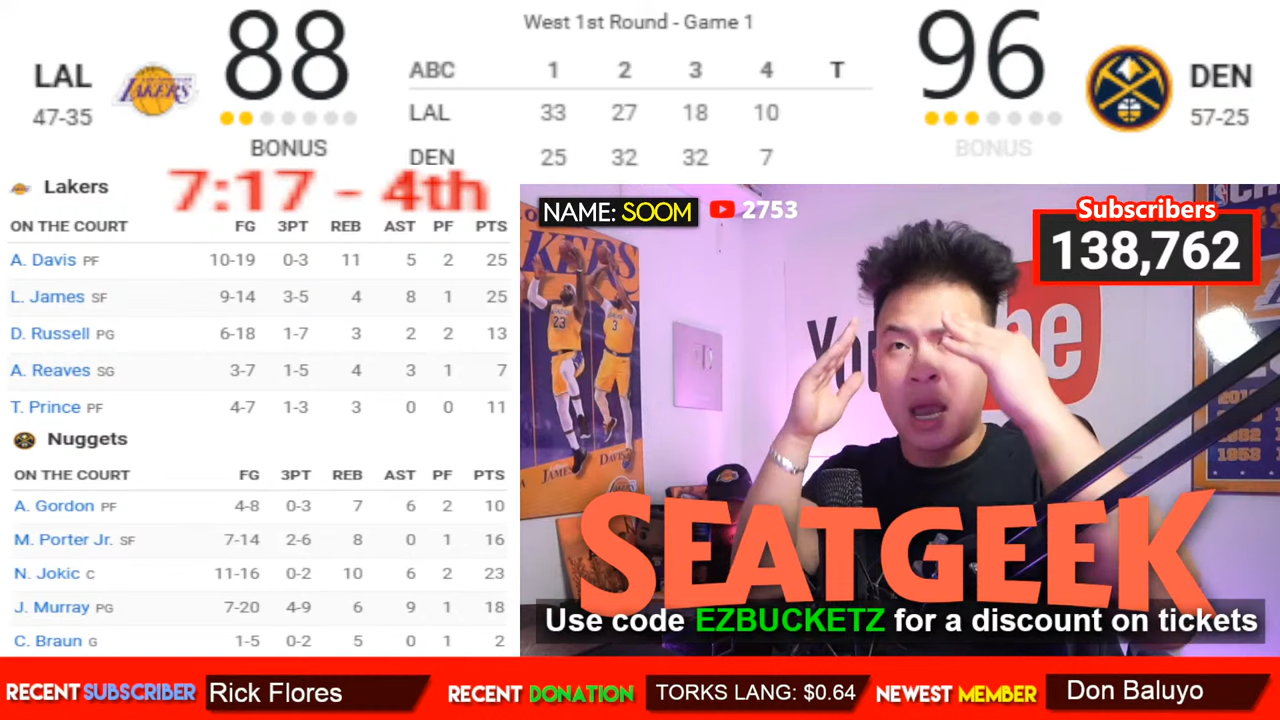 West 1st Round - Game 1
LAL
47-35
LAKERS
88
BONUS
ABC 1 2 3 4 T
LAL 33 27 18 10
DEN 25 32 32 7
96
BONUS
DEN
57-25
7:17 - 4th
Lakers
ON THE COURT FG 3PT REB AST PF PTS
A. Davis PF 10-19 0-3 11 5 2 25
L. James SF 9-14 3-5 4 8 1 25
D. Russell PG 6-18 1-7 3 2 2 13
A. Reaves SG 3-7 1-5 4 3 1 7
T. Prince PF 4-7 1-3 3 0 0 11
Nuggets
ON THE COURT FG 3PT REB AST PF PTS
A. Gordon PF 4-8 0-3 7 6 2 10
M. Porter Jr. SF 7-14 2-6 8 0 1 16
N. Jokic C 11-16 0-2 10 6 2 23
J. Murray PG 7-20 4-9 6 9 1 18
C. Braun G 1-5 0-2 5 0 1 2
NAME: SOOM
2753
Subscribers
138,762
LAKERS
23
3
JAMES
DAVIS
SEATGEEK
Use code EZBUCKETZ for a discount on tickets
RECENT SUBSCRIBER Rick Flores
RECENT DONATION TORKS LANG: $0.64
NEWEST MEMBER Don Baluyo